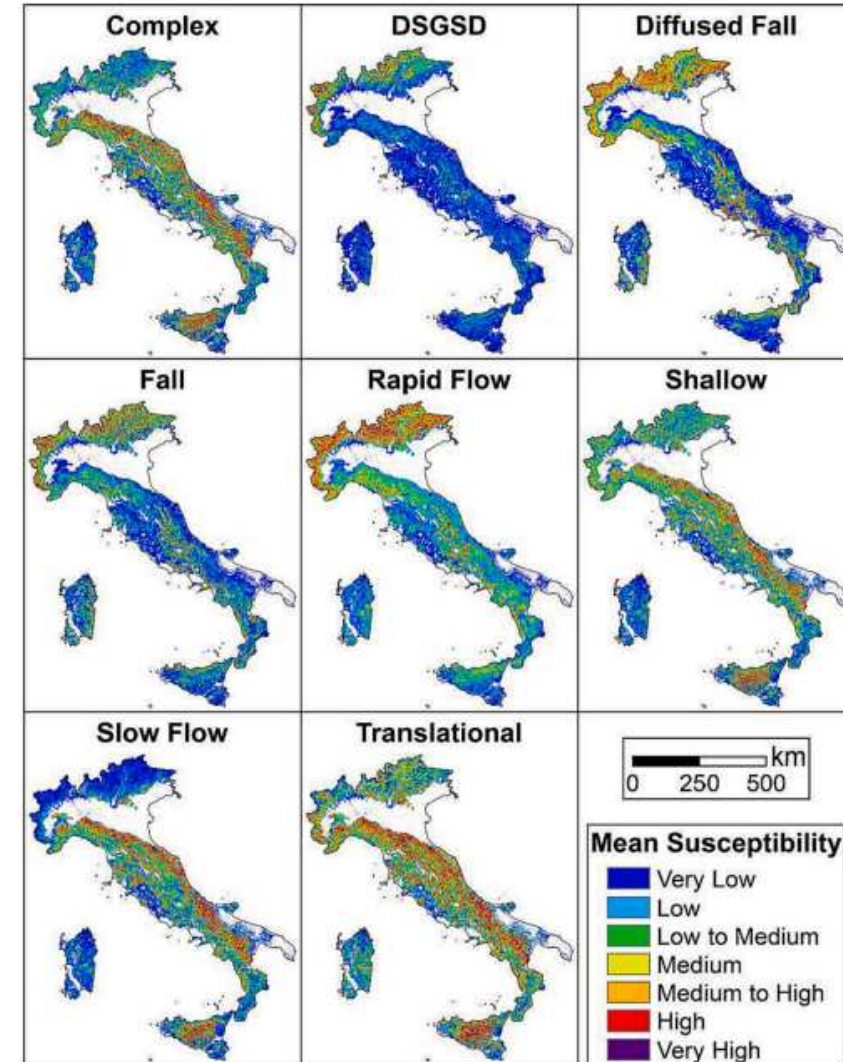 Complex
DSGSD
Diffused Fall
Fall
Rapid Flow
Shallow
Slow Flow
Translational
km
0 250 500
Mean Susceptibility
Very Low
Low
Low to Medium
Medium
Medium to High
High
Very High